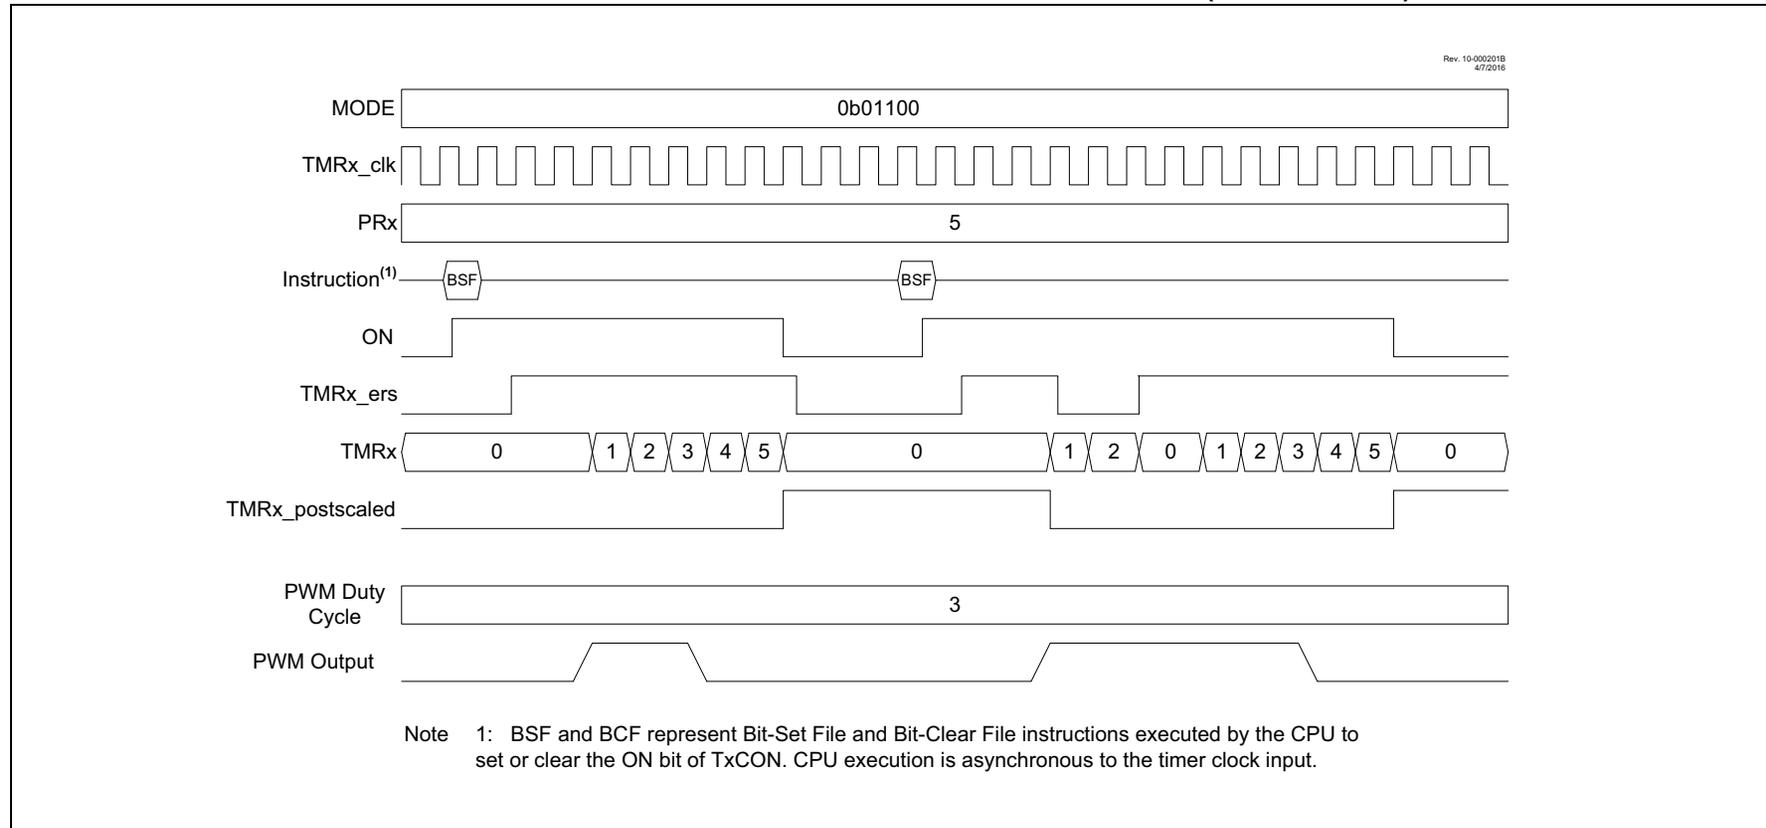 Rev. 10-000201B
4/7/2016
MODE 0b01100
TMRx_clk
PRx 5
Instruction(1) BSF BSF
ON
TMRx_ers
TMRx 0 1 2 3 4 5 0 1 2 0 1 2 3 4 5 0
TMRx_postscaled
PWM Duty
Cycle 3
PWM Output
Note 1: BSF and BCF represent Bit-Set File and Bit-Clear File instructions executed by the CPU to
set or clear the ON bit of TxCON. CPU execution is asynchronous to the timer clock input.